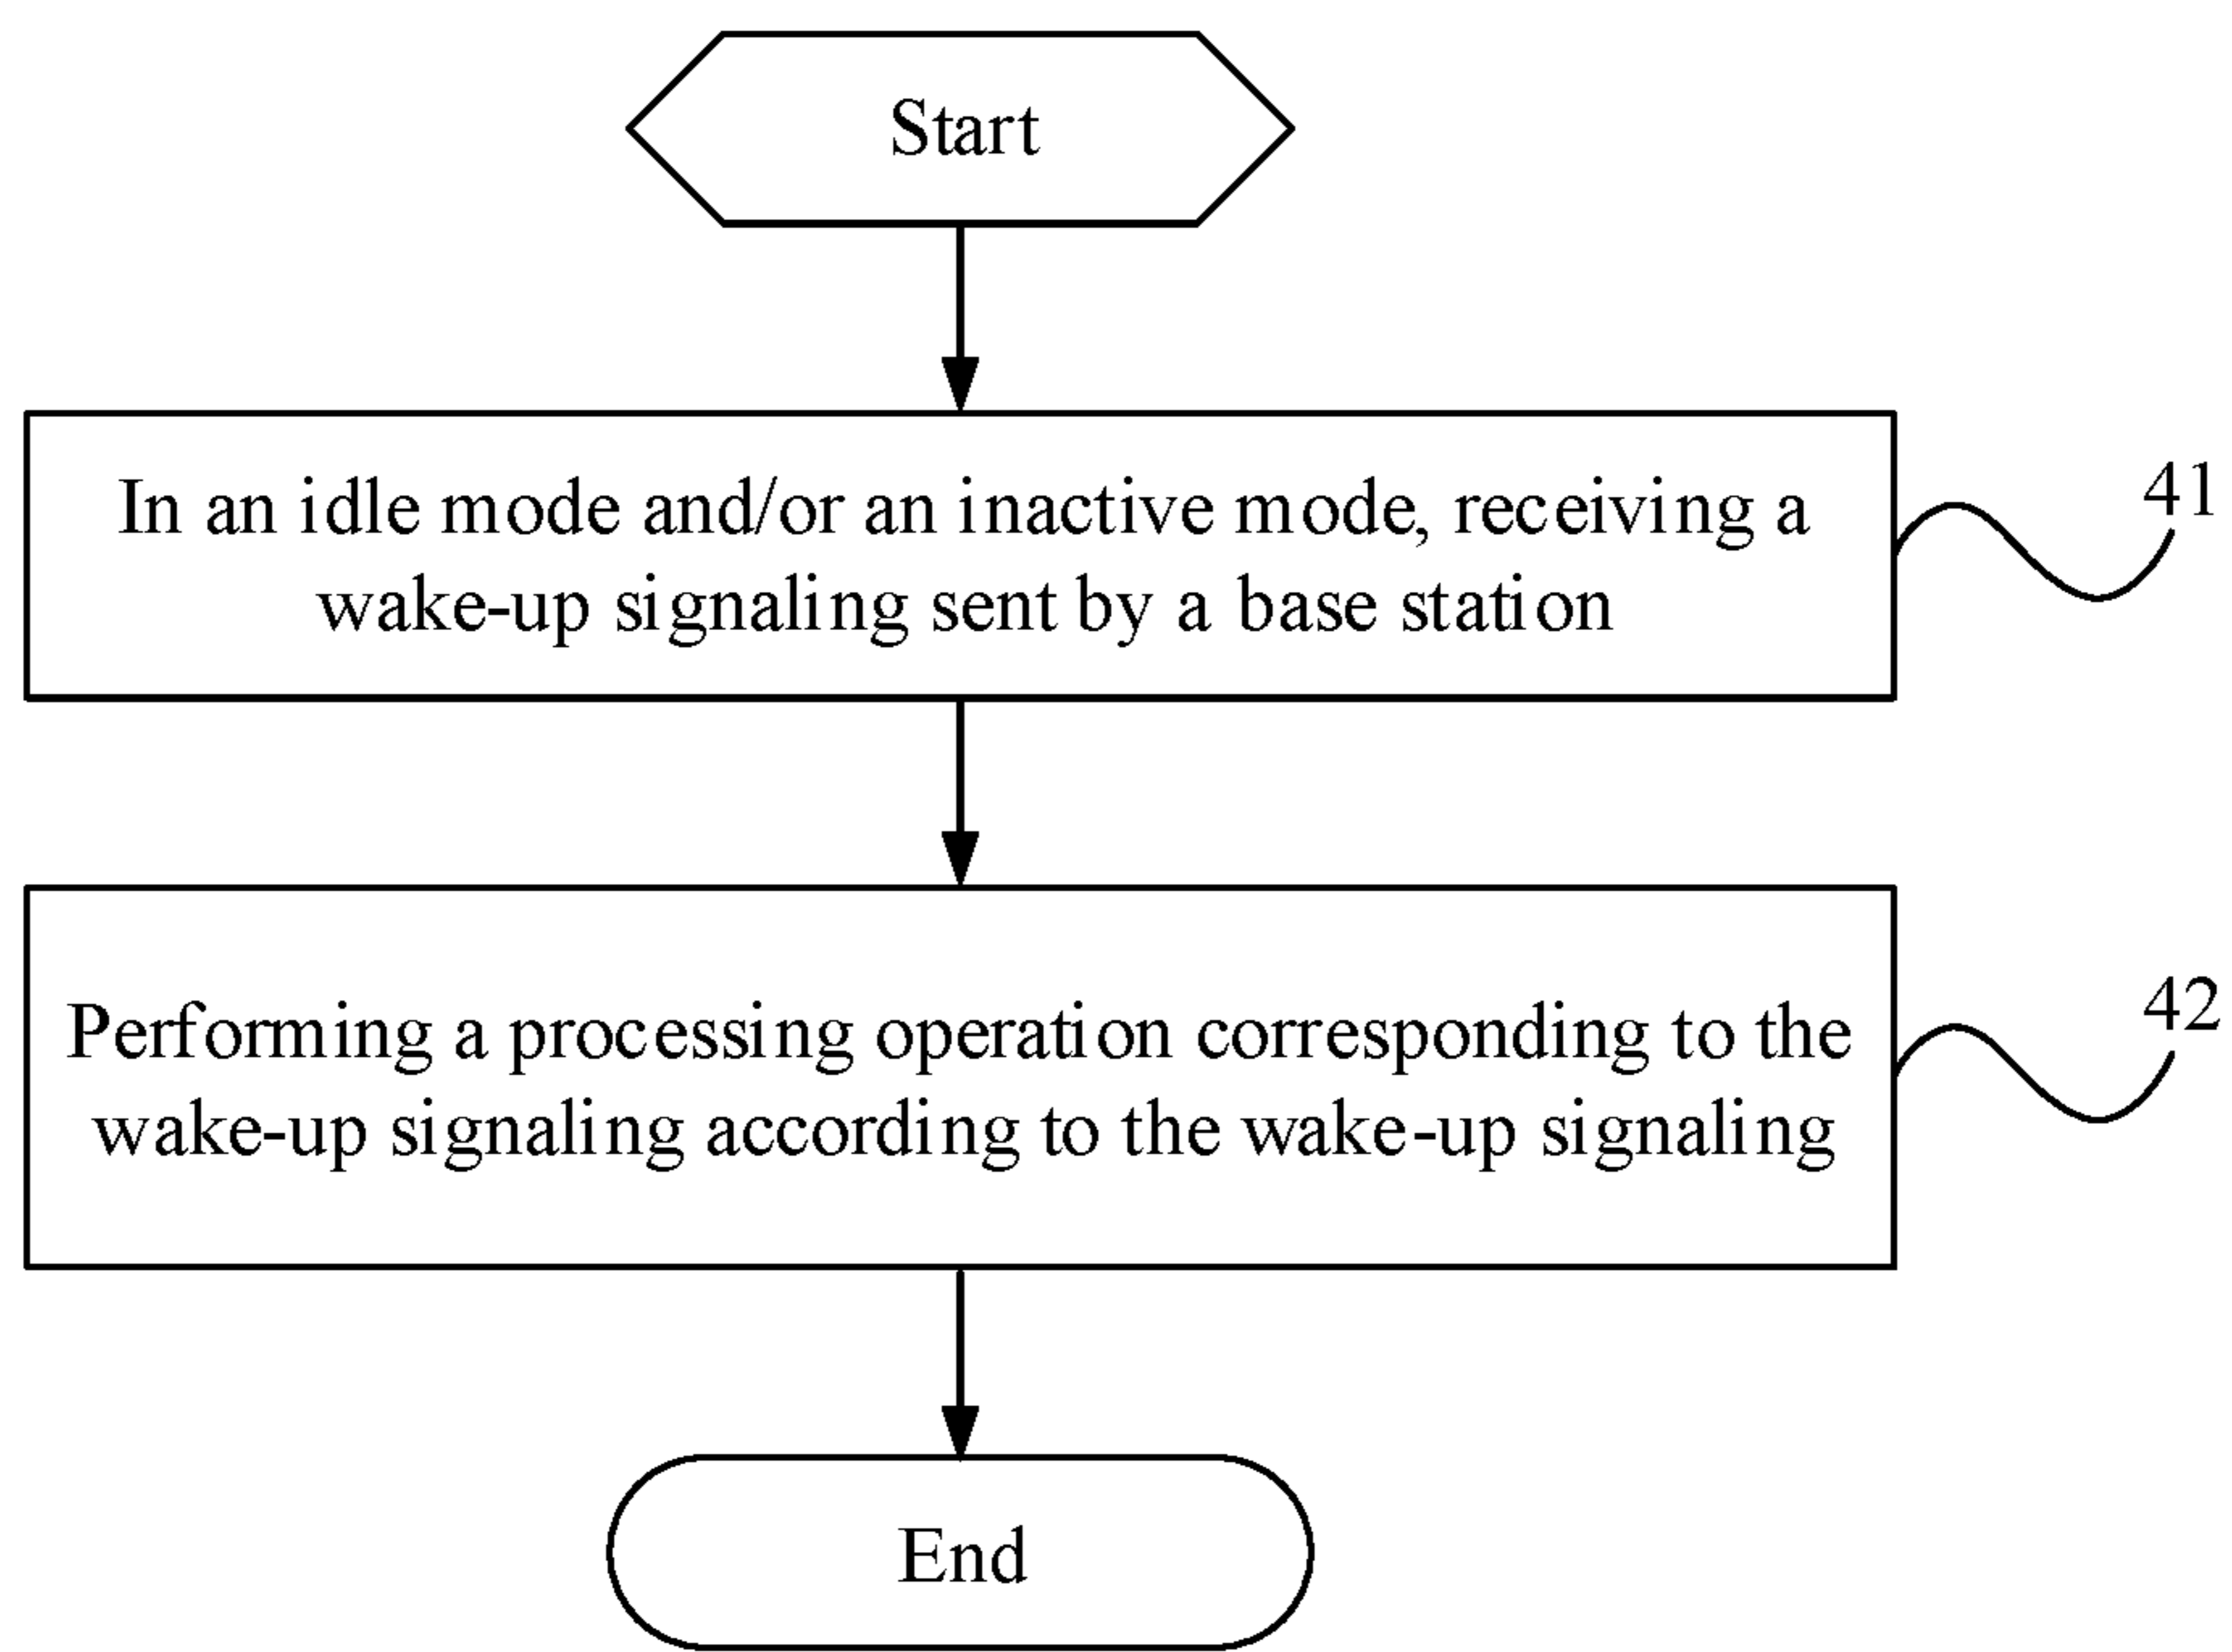 Start
In an idle mode and/or an inactive mode, receiving a
wake-up signaling sent by a base station
41
Performing a processing operation corresponding to the
wake-up signaling according to the wake-up signaling
42
End